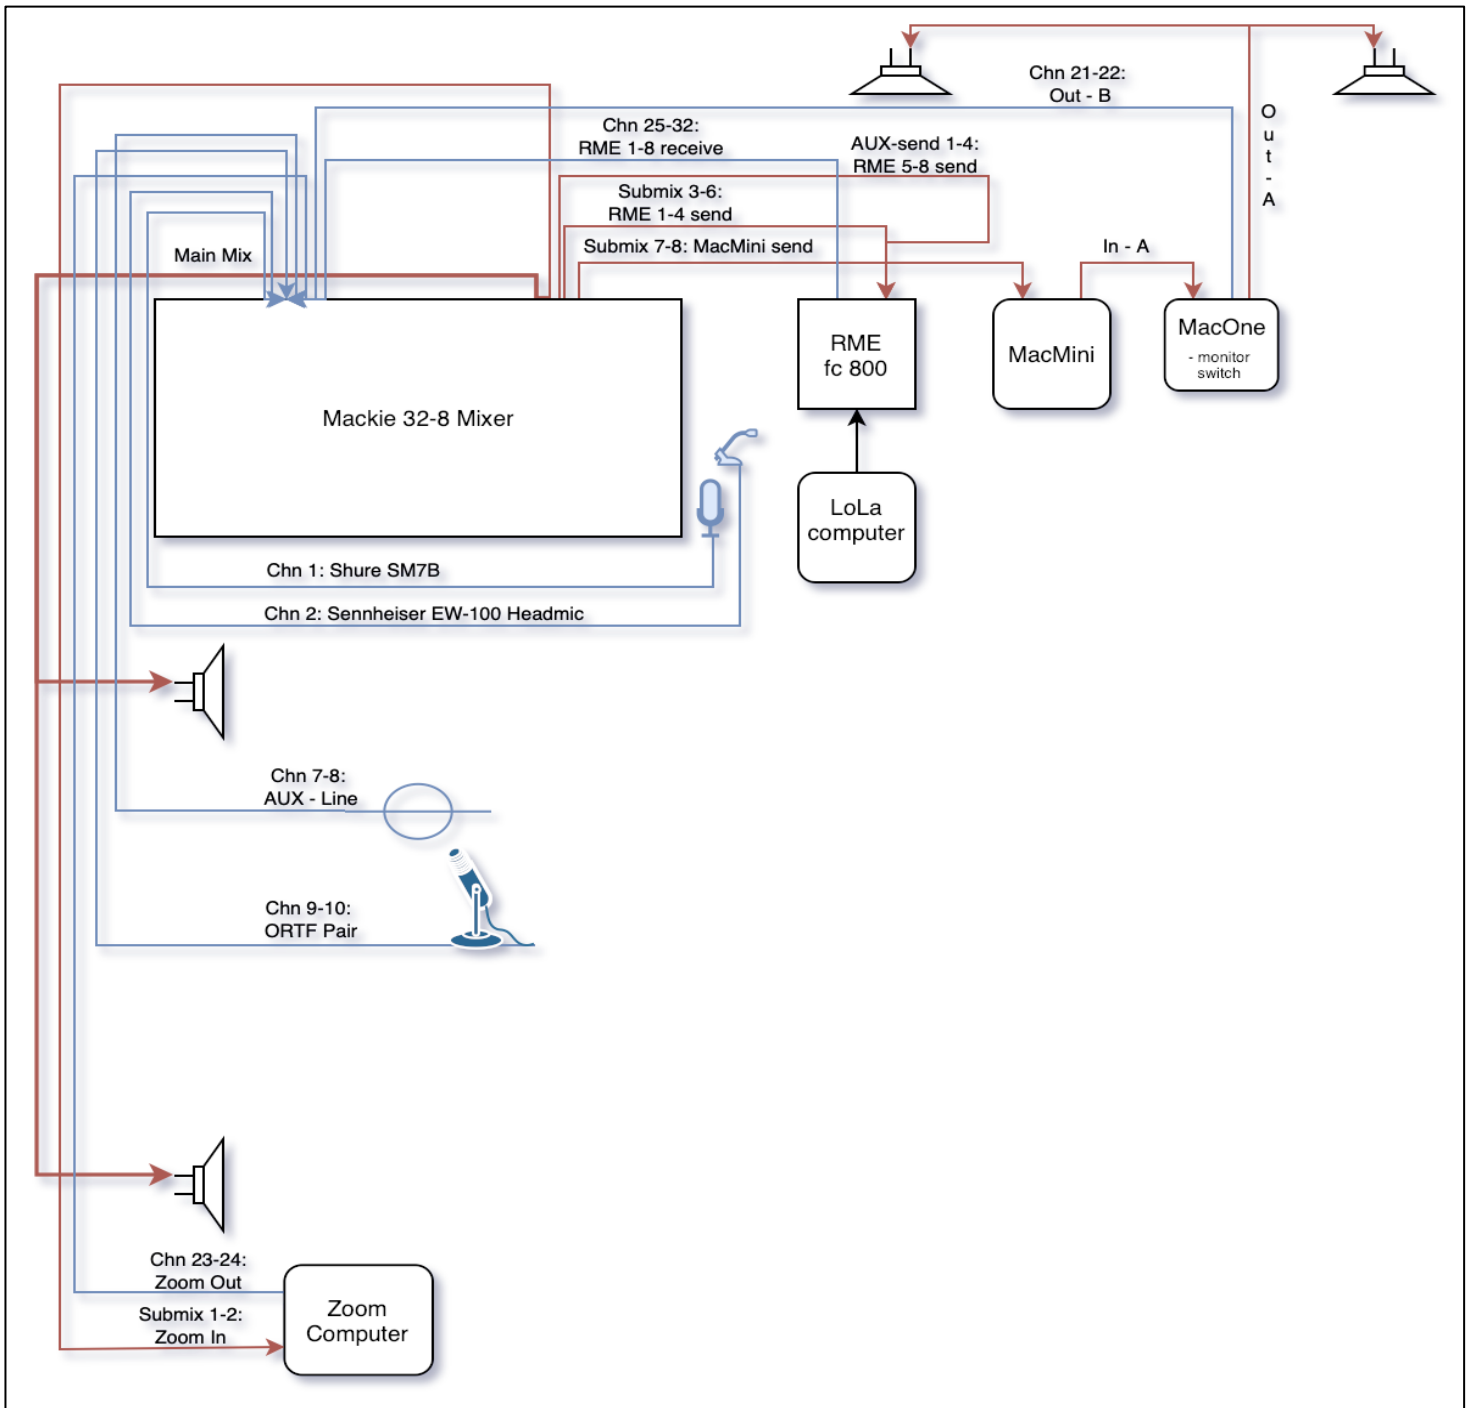 Chn 21-22:
Out - B
O
u
t
-
A
Chn 25-32:
RME 1-8 receive
AUX-send 1-4:
RME 5-8 send
Submix 3-6:
RME 1-4 send
Main Mix
Submix 7-8: MacMini send
In - A
Mackie 32-8 Mixer
RME
fc 800
MacMini
MacOne
- monitor
switch
LoLa
computer
Chn 1: Shure SM7B
Chn 2: Sennheiser EW-100 Headmic
Chn 7-8:
AUX - Line
Chn 9-10:
ORTF Pair
Chn 23-24:
Zoom Out
Submix 1-2:
Zoom In
Zoom
Computer